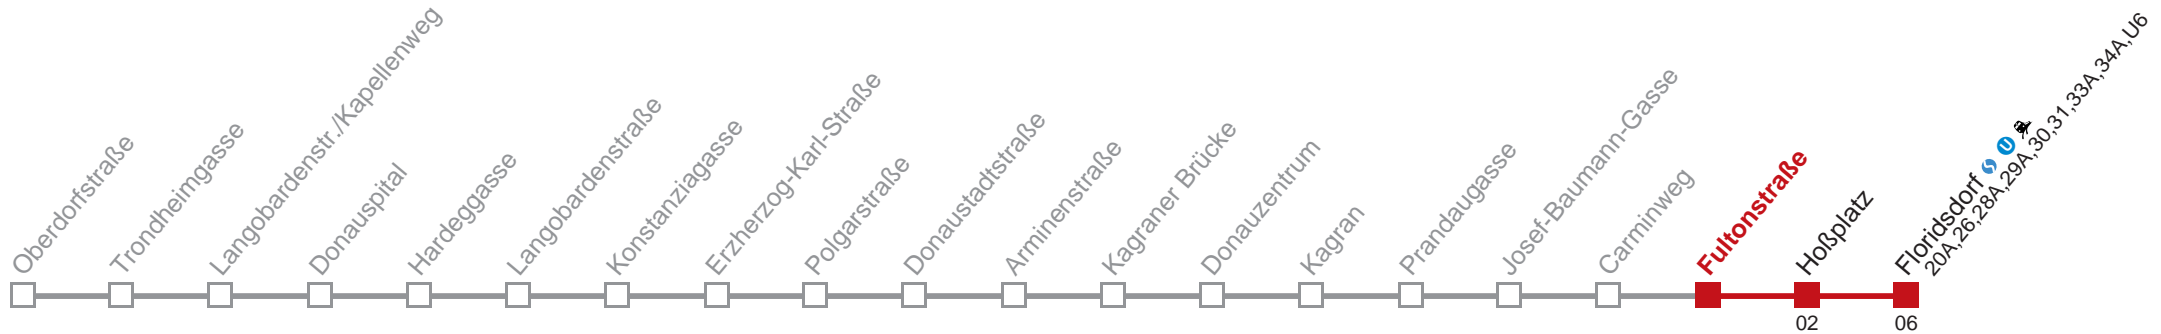 Oberdorfstraße
Trondheimgasse
Langobardenstr./Kapellenweg
Donauspital
Hardeggasse
Langobardenstraße
Konstanziagasse
Erzherzog-Karl-Straße
Polgarstraße
Donaustadtstraße
Arminenstraße
Kagraner Brücke
Donauzentrum
Kagran
Prandaugasse
Josef-Baumann-Gasse
Carminweg
Fultonstraße
Hoßplatz
Floridsdorf S U
20A,26,28A,29A,30,31,33A,34A,U6
02
06